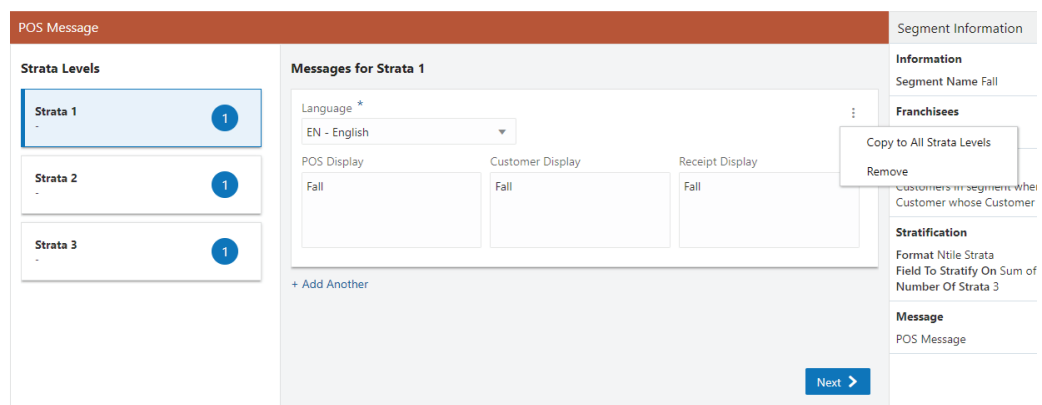 POS Message
Strata Levels
Strata 1
-
1
Strata 2
-
1
Strata 3
-
1
Messages for Strata 1
Language *
EN - English
POS Display
Customer Display
Receipt Display
Fall
Fall
Fall
+ Add Another
Next
Copy to All Strata Levels
Remove
Segment Information
Information
Segment Name Fall
Franchisees
Customers in segment
Customer whose Customer
Stratification
Format Ntile Strata
Field To Stratify On Sum of
Number Of Strata 3
Message
POS Message